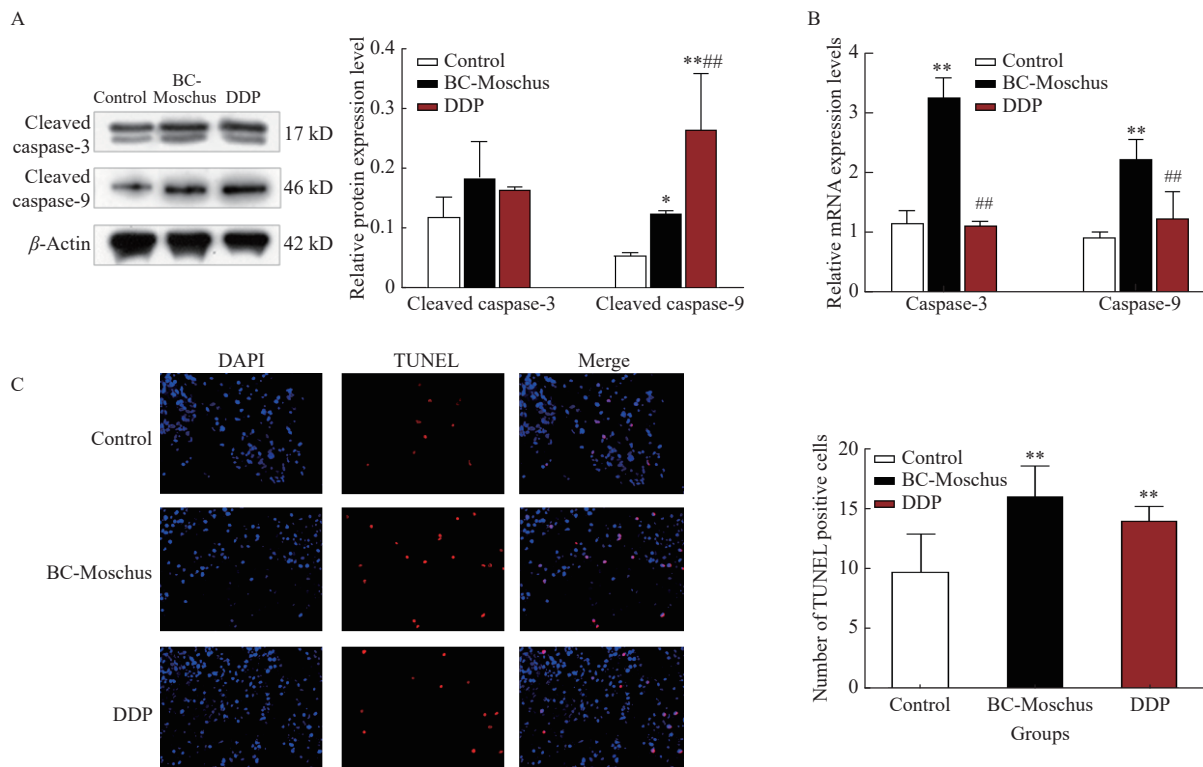 A
BC-
Control Moschus DDP
Cleaved
caspase-3
17 kD
Cleaved
caspase-9
46 kD
β-Actin
42 kD
Relative protein expression level
0.4
0.3
0.2
0.1
0
Control
BC-Moschus
DDP
*
**##
Cleaved caspase-3
Cleaved caspase-9
B
Relative mRNA expression levels
4
3
2
1
0
Control
BC-Moschus
DDP
**
##
**
##
Caspase-3
Caspase-9
C
DAPI
TUNEL
Merge
Control
BC-Moschus
DDP
Number of TUNEL positive cells
20
15
10
5
0
Control
BC-Moschus
DDP
**
**
Control
BC-Moschus
DDP
Groups